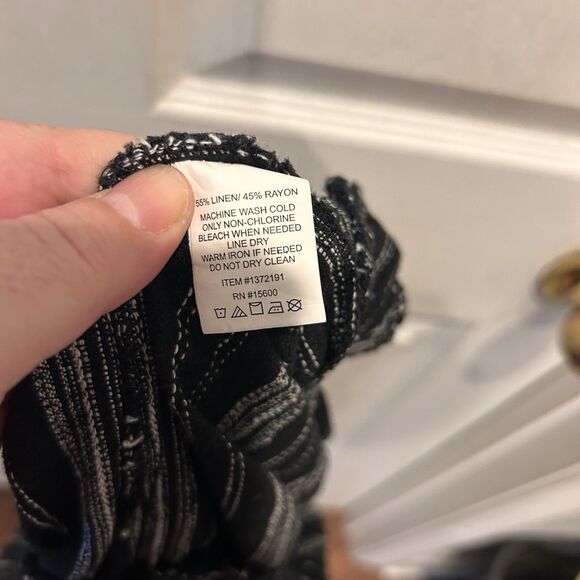 55% LINEN/ 45% RAYON
MACHINE WASH COLD
ONLY NON-CHLORINE
BLEACH WHEN NEEDED
LINE DRY
WARM IRON IF NEEDED
DO NOT DRY CLEAN
ITEM #1372191
RN #15600